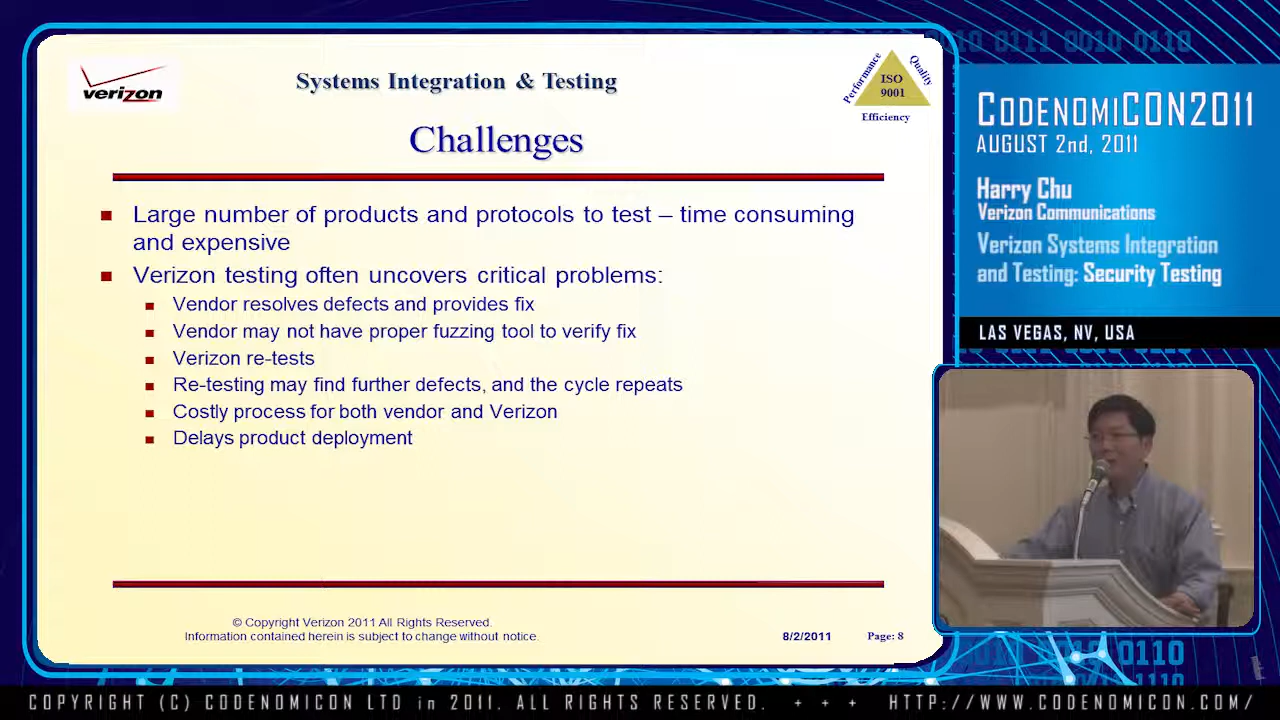 verizon
Systems Integration & Testing
Performance
Quality
ISO
9001
Efficiency
Challenges
Large number of products and protocols to test – time consuming
and expensive
Verizon testing often uncovers critical problems:
Vendor resolves defects and provides fix
Vendor may not have proper fuzzing tool to verify fix
Verizon re-tests
Re-testing may find further defects, and the cycle repeats
Costly process for both vendor and Verizon
Delays product deployment
© Copyright Verizon 2011 All Rights Reserved.
Information contained herein is subject to change without notice.
8/2/2011
Page: 8
0111 0010 0110
CODENOMICON2011
AUGUST 2nd, 2011
Harry Chu
Verizon Communications
Verizon Systems Integration
and Testing: Security Testing
LAS VEGAS, NV, USA
0110
COPYRIGHT (C) CODENOMICON LTD in 2011. ALL RIGHTS RESERVED. + + + HTTP://WWW.CODENOMICON.COM/